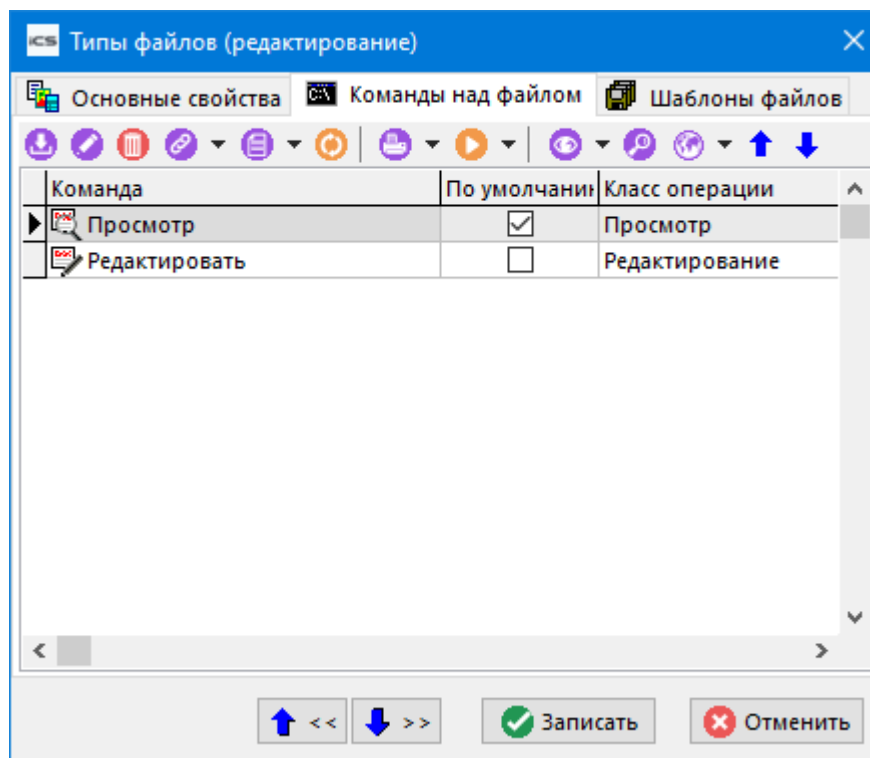 iCS Типы файлов (редактирование)
Основные свойства C:\ Команды над файлом Шаблоны файлов
Команда По умолчани Класс операции
Просмотр Просмотр
Редактировать Редактирование
<< >> Записать Отменить